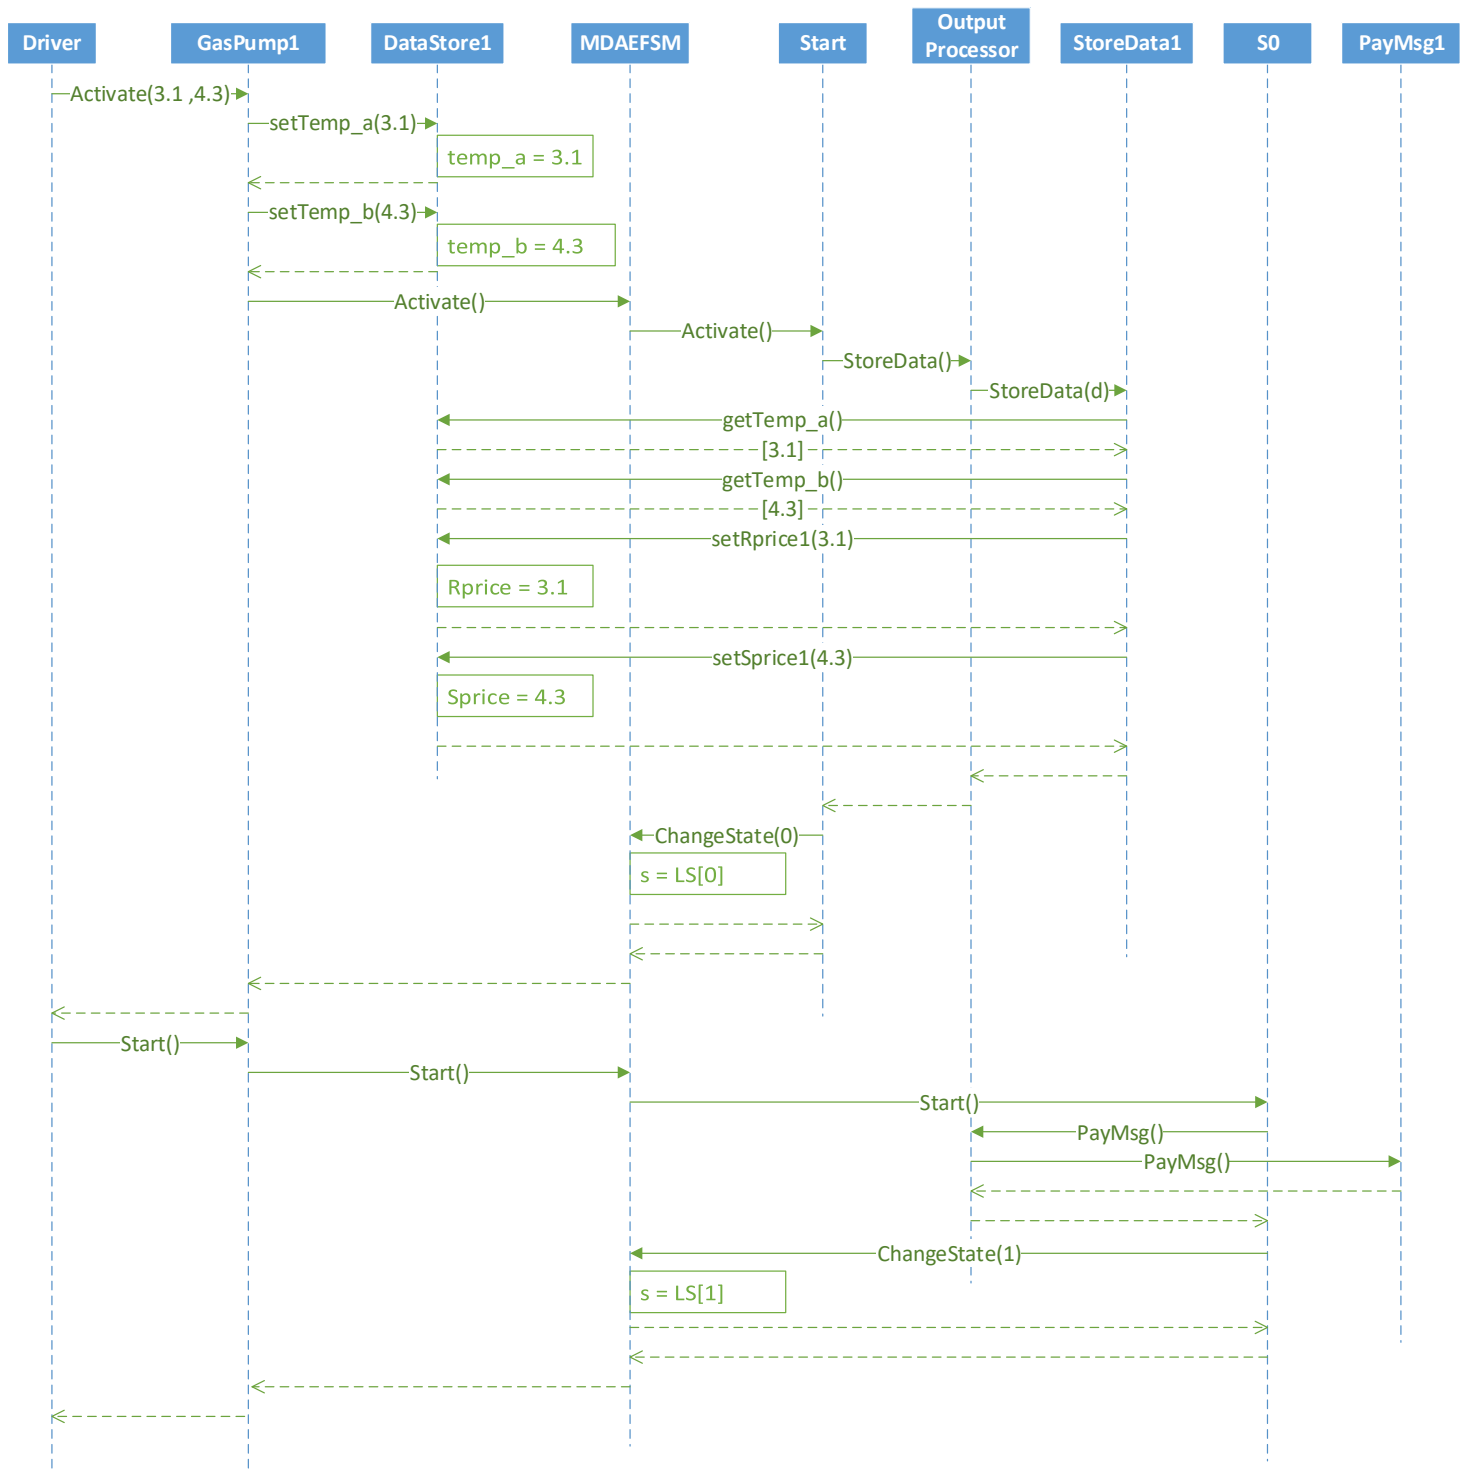 Driver
GasPump1
DataStore1
MDAEFSM
Start
Output
Processor
StoreData1
S0
PayMsg1
Activate(3.1 ,4.3)
setTemp_a(3.1)
temp_a = 3.1
setTemp_b(4.3)
temp_b = 4.3
Activate()
Activate()
StoreData()
StoreData(d)
getTemp_a()
[3.1]
getTemp_b()
[4.3]
setRprice1(3.1)
Rprice = 3.1
setSprice1(4.3)
Sprice = 4.3
ChangeState(0)
s = LS[0]
Start()
Start()
Start()
PayMsg()
PayMsg()
ChangeState(1)
s = LS[1]